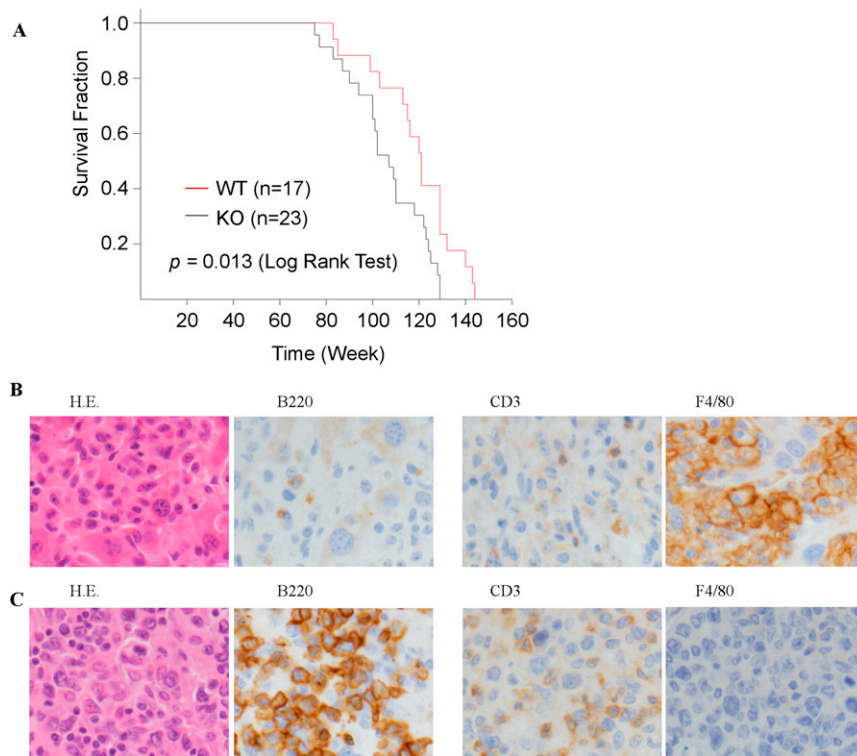 A
1.0
0.8
0.6
0.4
0.2
Survival Fraction
WT (n=17)
KO (n=23)
p = 0.013 (Log Rank Test)
20 40 60 80 100 120 140 160
Time (Week)
B
H.E. B220 CD3 F4/80
C
H.E. B220 CD3 F4/80